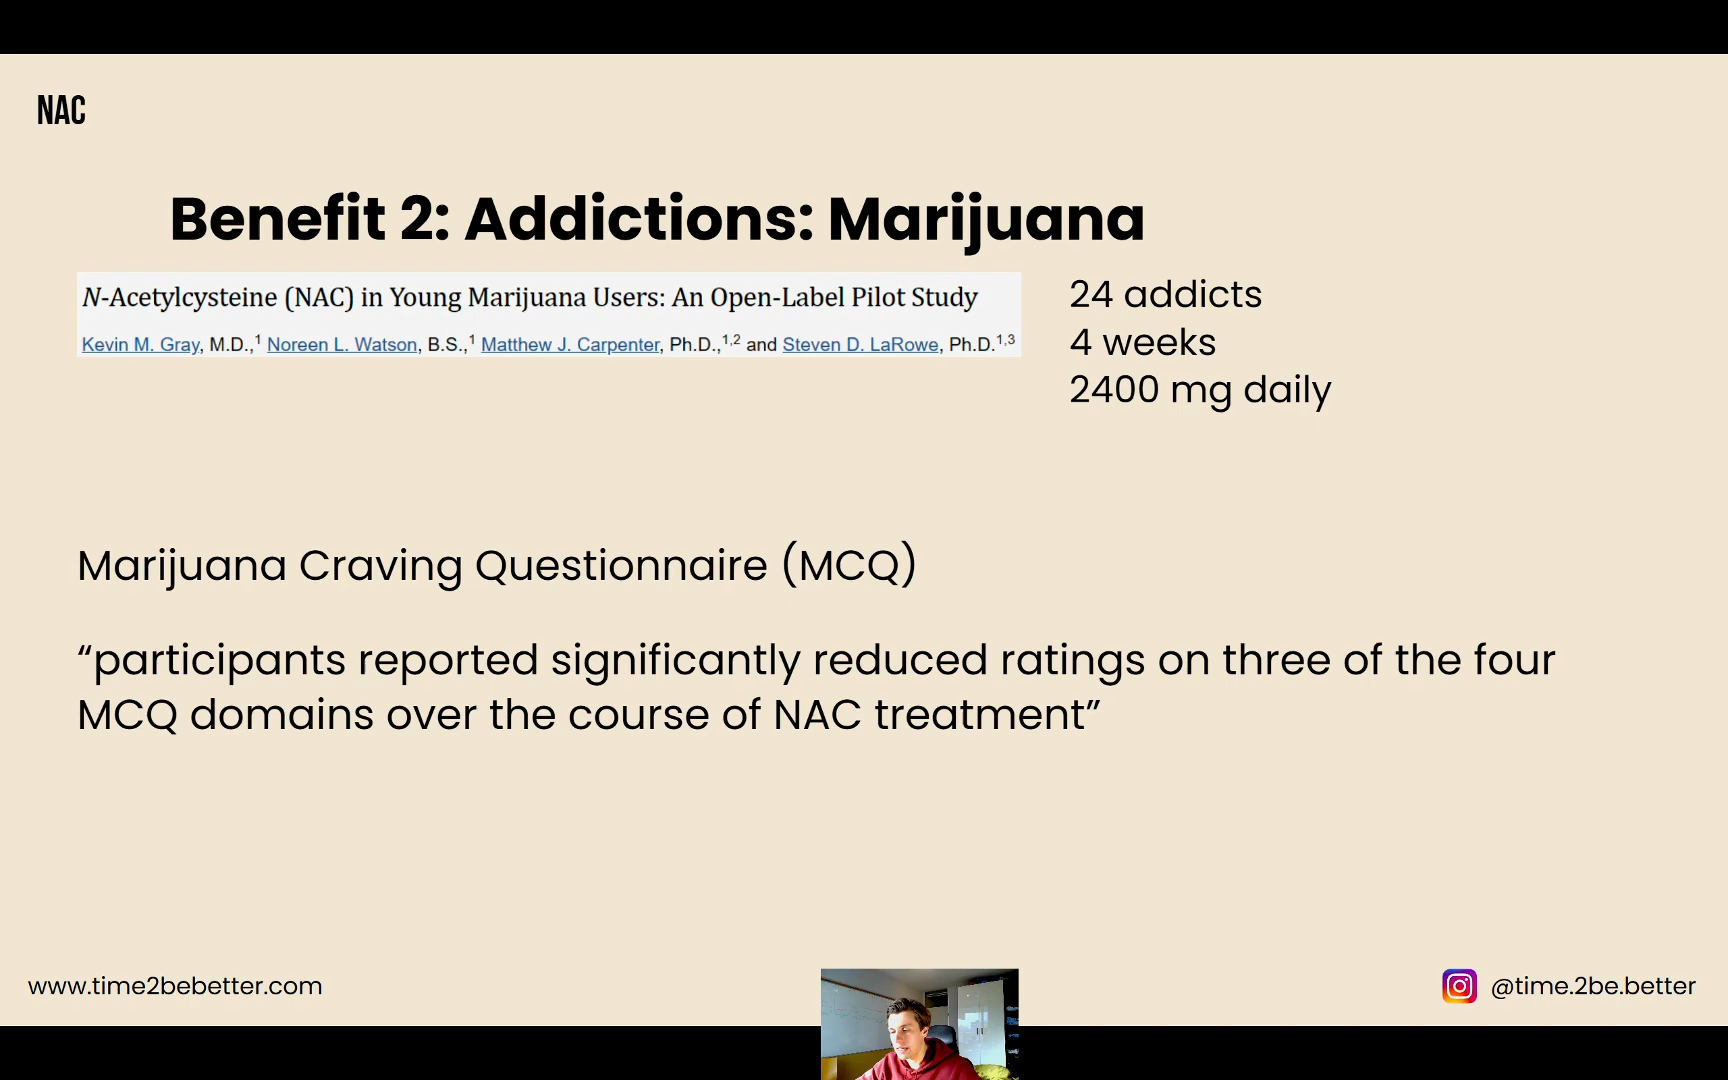 NAC
Benefit 2: Addictions: Marijuana
N-Acetylcysteine (NAC) in Young Marijuana Users: An Open-Label Pilot Study
Kevin M. Gray, M.D.,1 Noreen L. Watson, B.S.,1 Matthew J. Carpenter, Ph.D.,1,2 and Steven D. LaRowe, Ph.D.1,3
24 addicts
4 weeks
2400 mg daily
Marijuana Craving Questionnaire (MCQ)
“participants reported significantly reduced ratings on three of the four
MCQ domains over the course of NAC treatment”
www.time2bebetter.com
@time.2be.better